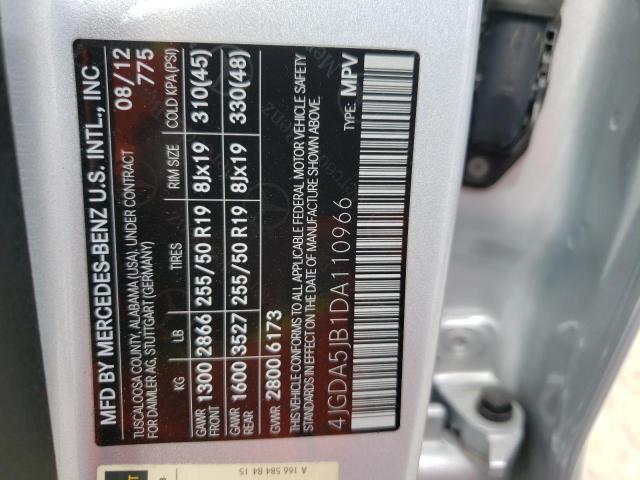 MFD BY MERCEDES-BENZ U.S. INTL., INC
TUSCALOOSA COUNTY, ALABAMA (USA), UNDER CONTRACT 08/12
FOR DAIMLER AG, STUTTGART (GERMANY) 775
KG LB TIRES RIM SIZE COLD KPA(PSI)
GAWR FRONT 1300 2866 255/50 R19 8Jx19 310(45)
GAWR REAR 1600 3527 255/50 R19 8Jx19 330(48)
GVWR 2800 6173
THIS VEHICLE CONFORMS TO ALL APPLICABLE FEDERAL MOTOR VEHICLE SAFETY
STANDARDS IN EFFECT ON THE DATE OF MANUFACTURE SHOWN ABOVE.
4JGDA5JB1DA110966 TYPE: MPV
A 166 584 84 15